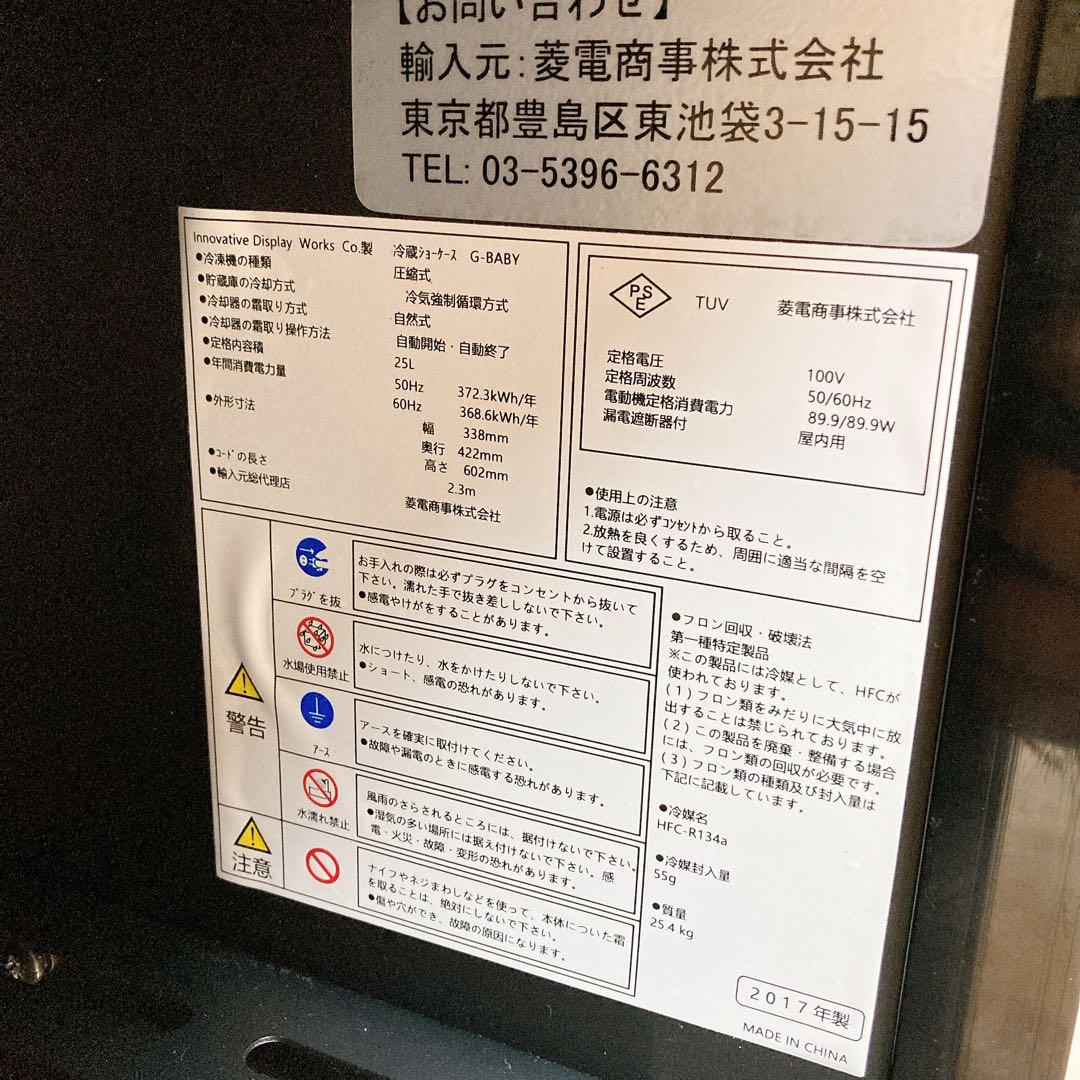 【お問い合わせ】
輸入元:菱電商事株式会社
東京都豊島区東池袋3-15-15
TEL: 03-5396-6312
Innovative Display Works Co.製 冷蔵ｼｮｰｹｰｽ G-BABY
●冷凍機の種類 圧縮式
●貯蔵庫の冷却方式 冷気強制循環方式
●冷却器の霜取り方式 自然式
●冷却器の霜取り操作方法 自動開始・自動終了
●定格内容積 25L
●年間消費電力量 50Hz 372.3kWh/年
60Hz 368.6kWh/年
●外形寸法 幅 338mm
奥行 422mm
高さ 602mm
●ｺｰﾄﾞの長さ 2.3m
●輸入元総代理店 菱電商事株式会社
PSE TUV 菱電商事株式会社
定格電圧 100V
定格周波数 50/60Hz
電動機定格消費電力 89.9/89.9W
漏電遮断器付 屋内用
●使用上の注意
1.電源は必ずｺﾝｾﾝﾄから取ること。
2.放熱を良くするため、周囲に適当な間隔を空
けて設置すること。
警告
ﾌﾟﾗｸﾞを抜
お手入れの際は必ずプラグをコンセントから抜いて
下さい。濡れた手で抜き差ししないで下さい。
●感電やけがをすることがあります。
水場使用禁止
水につけたり、水をかけたりしないで下さい。
●ショート、感電の恐れがあります。
ｱｰｽ
アースを確実に取付けてください。
●故障や漏電のときに感電する恐れがあります。
水濡れ禁止
風雨のさらされるところには、据付けないで下さい。
●湿気の多い場所には据え付けないで下さい。感
電・火災・故障・変形の恐れがあります。
注意
ナイフやネジまわしなどを使って、本体についた霜
を取ることは、絶対にしないで下さい。
●傷や穴ができ、故障の原因になります。
●フロン回収・破壊法
第一種特定製品
※この製品には冷媒として、HFCが
使われております。
(1)フロン類をみだりに大気中に放
出することは禁じられております。
(2)この製品を廃棄・整備する場合
には、フロン類の回収が必要です。
(3)フロン類の種類及び封入量は
下記に記載しています。
●冷媒名
HFC-R134a
●冷媒封入量
55g
●質量
25.4 kg
2017年製
MADE IN CHINA